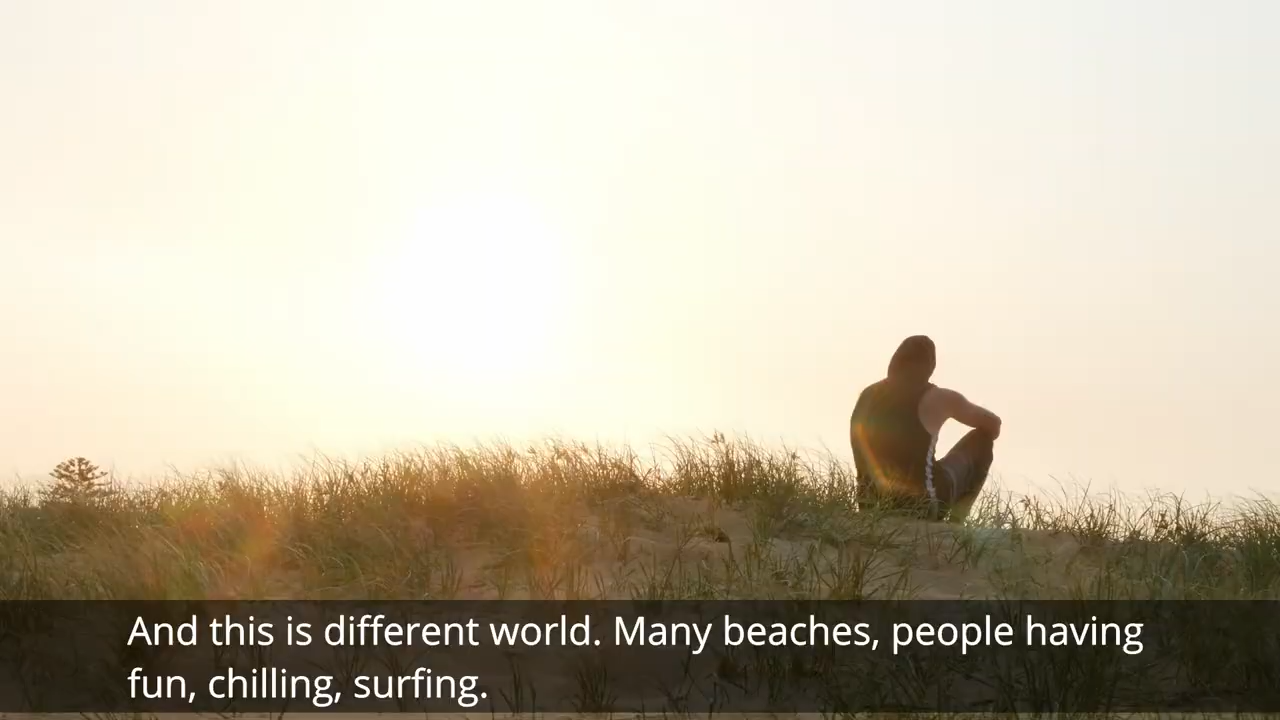 And this is different world. Many beaches, people having
fun, chilling, surfing.